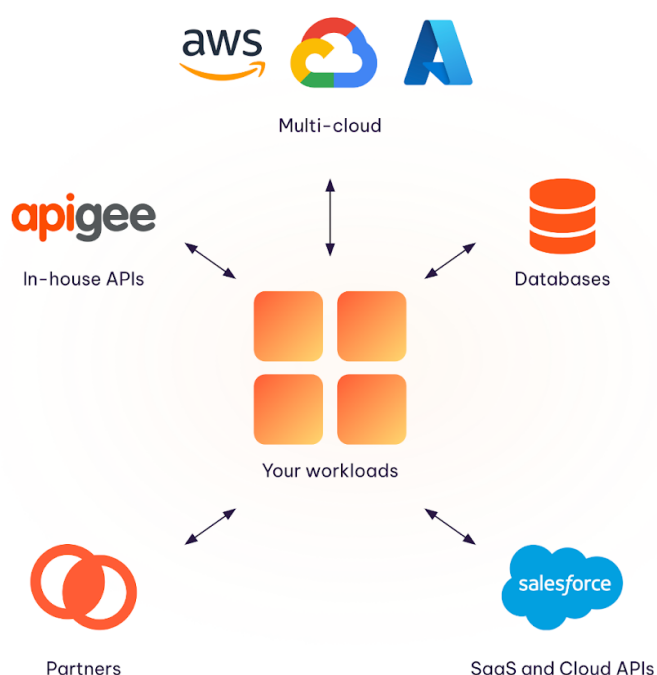 aws
Multi-cloud
apigee
In-house APIs
Databases
Your workloads
salesforce
Partners
SaaS and Cloud APIs